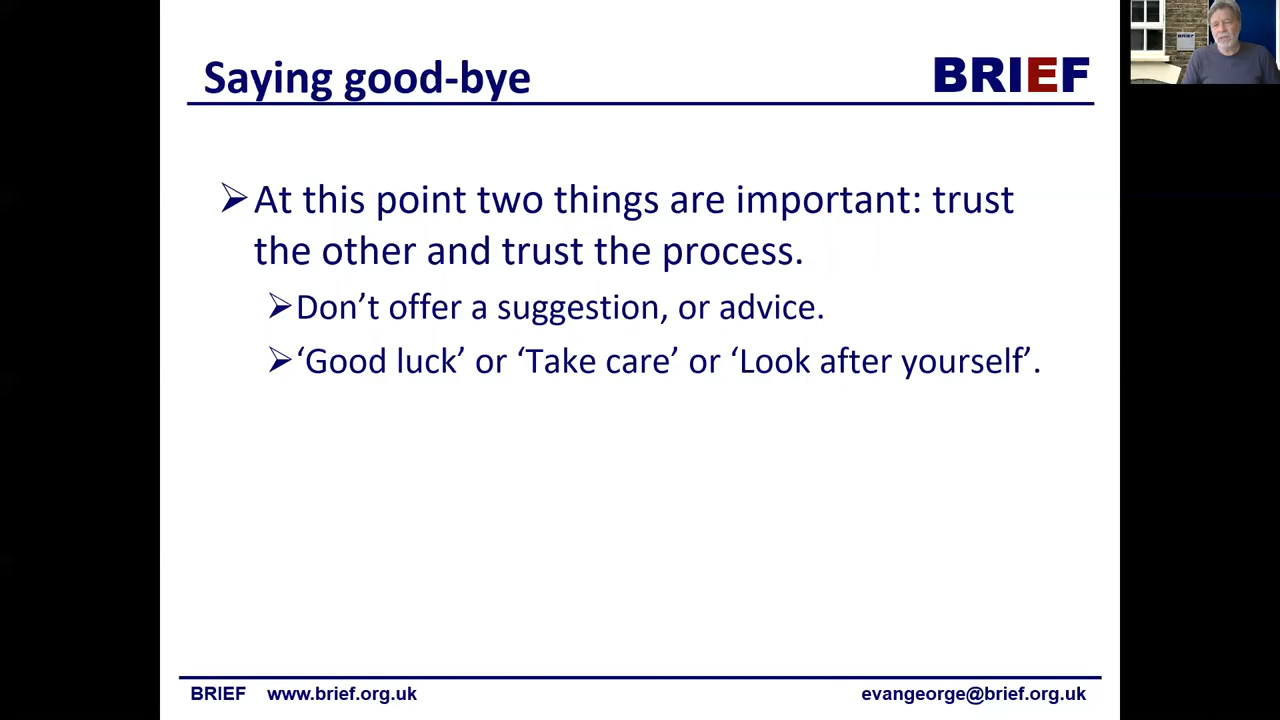 Saying good-bye
BRIEF
BRIEF
➢At this point two things are important: trust
the other and trust the process.
➢Don’t offer a suggestion, or advice.
➢‘Good luck’ or ‘Take care’ or ‘Look after yourself’.
BRIEF www.brief.org.uk
evangeorge@brief.org.uk